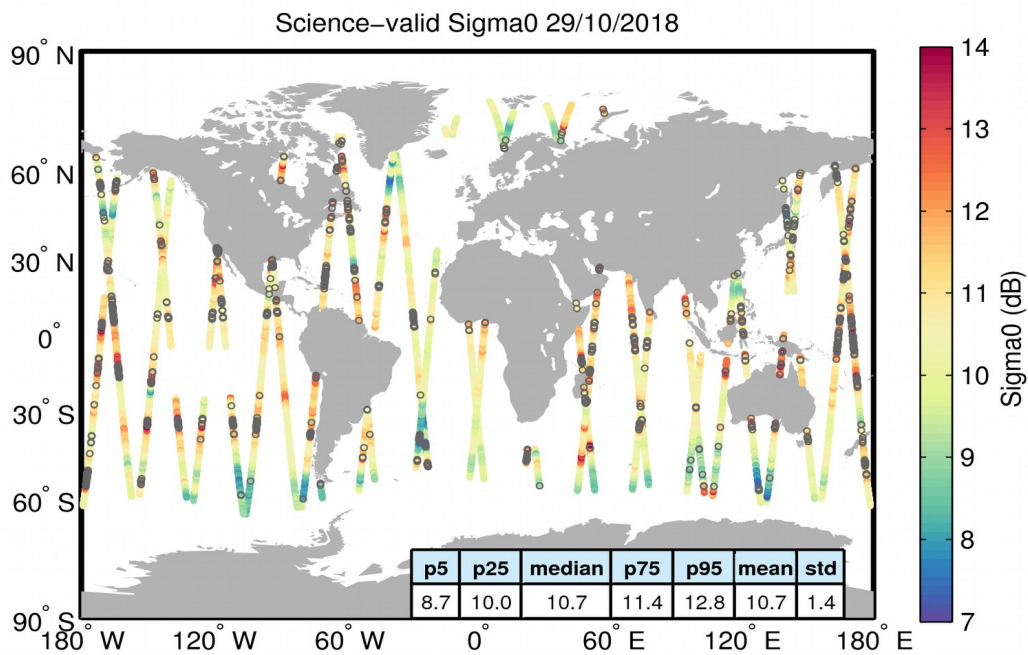 Science–valid Sigma0 29/10/2018
90° N
60° N
30° N
0°
30° S
60° S
90° S
180° W
120° W
60° W
0°
60° E
120° E
180° E
p5 p25 median p75 p95 mean std
8.7 10.0 10.7 11.4 12.8 10.7 1.4
14
13
12
11
10
9
8
7
Sigma0 (dB)